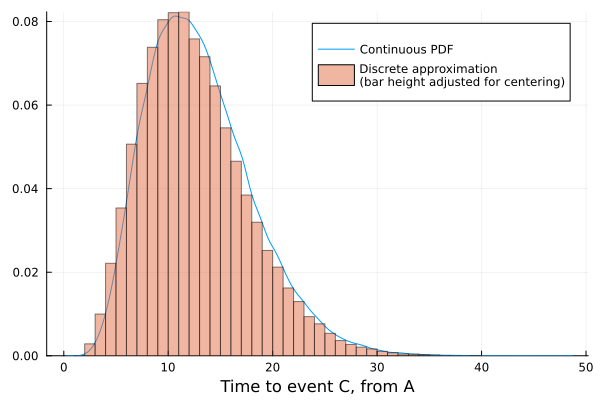 0.08
0.06
0.04
0.02
0.00
Continuous PDF
Discrete approximation
(bar height adjusted for centering)
0 10 20 30 40 50
Time to event C, from A